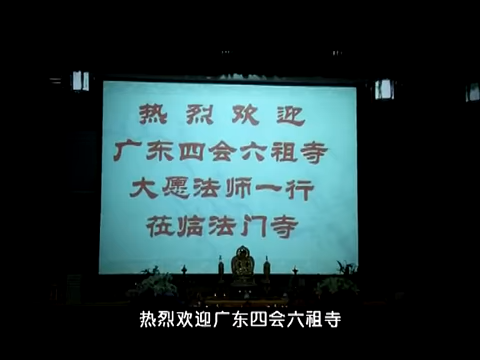 热烈欢迎
广东四会六祖寺
大愿法师一行
莅临法门寺
热烈欢迎广东四会六祖寺